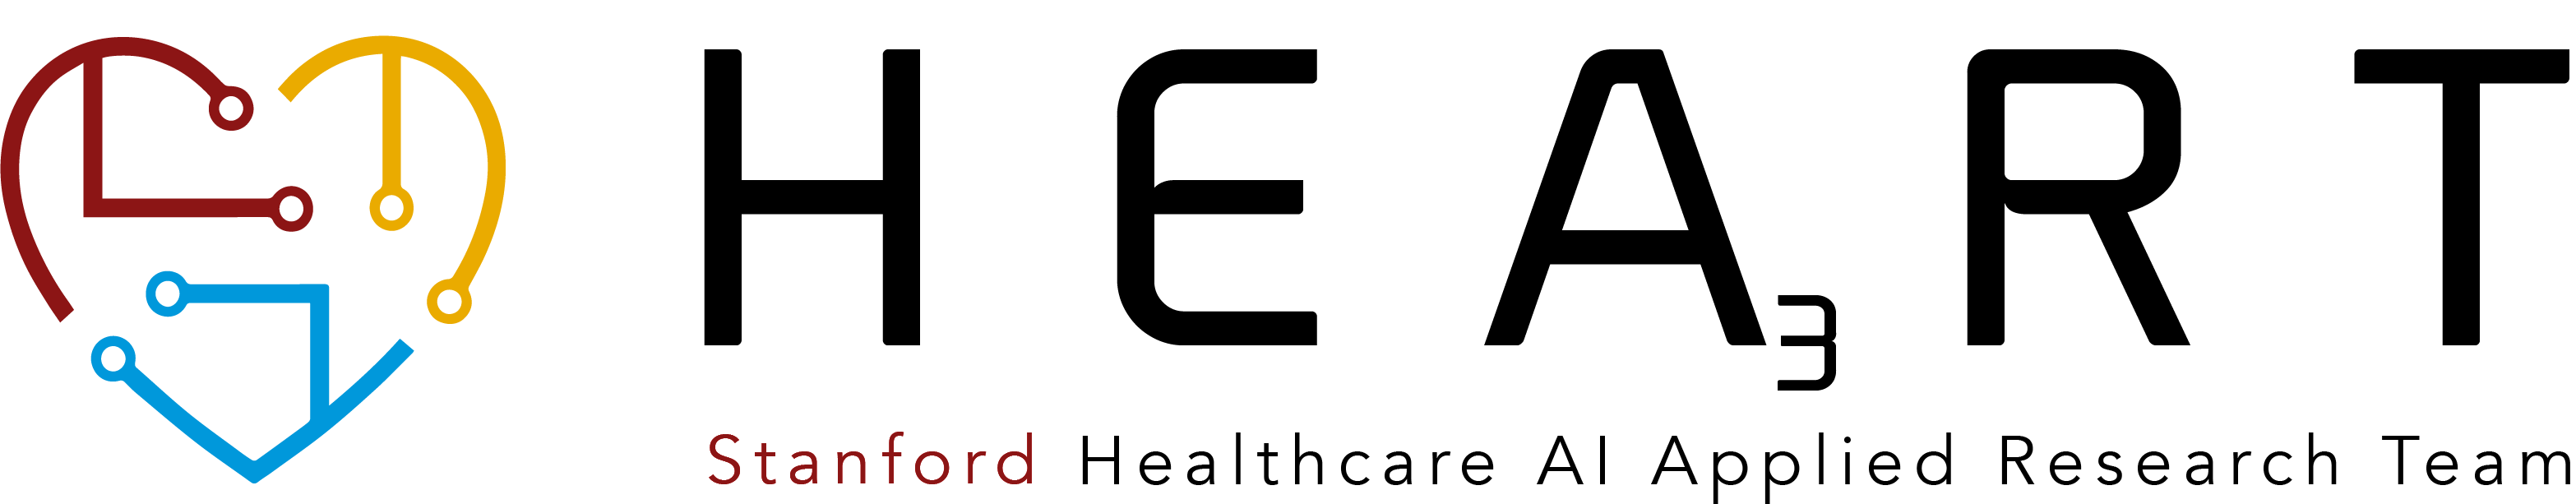 HEA₃RT
Stanford Healthcare AI Applied Research Team